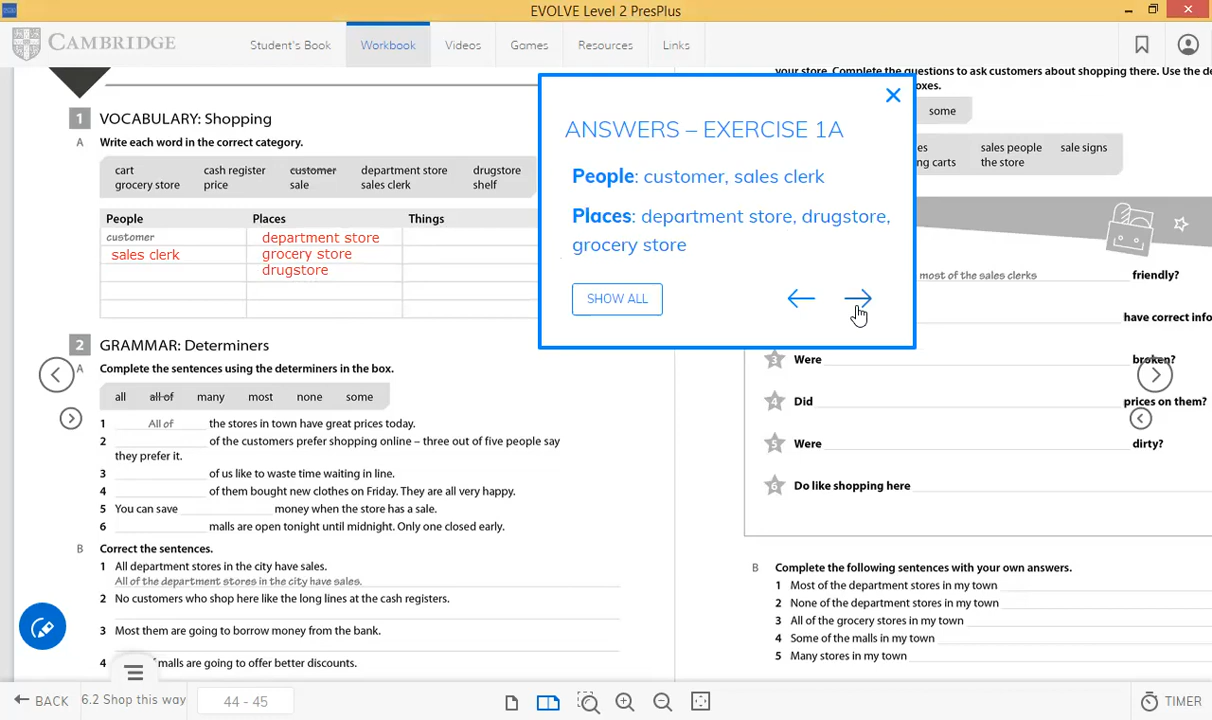 EVOLVE Level 2 PresPlus
CAMBRIDGE
Student's Book
Workbook
Videos
Games
Resources
Links
1 VOCABULARY: Shopping
A Write each word in the correct category.
cart cash register customer department store drugstore
grocery store price sale sales clerk shelf
People Places Things
customer department store
sales clerk grocery store
drugstore
2 GRAMMAR: Determiners
A Complete the sentences using the determiners in the box.
all all of many most none some
1 All of the stores in town have great prices today.
2 of the customers prefer shopping online – three out of five people say
they prefer it.
3 of us like to waste time waiting in line.
4 of them bought new clothes on Friday. They are all very happy.
5 You can save money when the store has a sale.
6 malls are open tonight until midnight. Only one closed early.
B Correct the sentences.
1 All department stores in the city have sales.
All of the department stores in the city have sales.
2 No customers who shop here like the long lines at the cash registers.
3 Most them are going to borrow money from the bank.
4 malls are going to offer better discounts.
ANSWERS – EXERCISE 1A
People: customer, sales clerk
Places: department store, drugstore,
grocery store
SHOW ALL
your store. Complete the questions to ask customers about shopping there. Use the
some
sales people sale signs
ng carts the store
most of the sales clerks friendly?
have correct info
3 Were broken?
4 Did prices on them?
5 Were dirty?
6 Do like shopping here
B Complete the following sentences with your own answers.
1 Most of the department stores in my town
2 None of the department stores in my town
3 All of the grocery stores in my town
4 Some of the malls in my town
5 Many stores in my town
BACK
6.2 Shop this way
44 - 45
TIMER